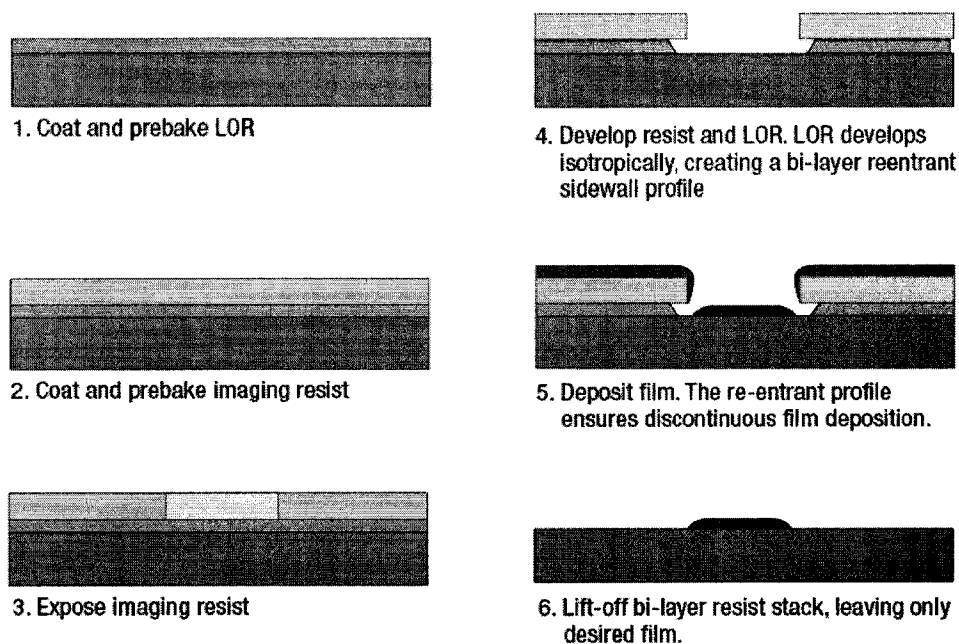 1. Coat and prebake LOR
2. Coat and prebake imaging resist
3. Expose imaging resist
4. Develop resist and LOR. LOR develops
isotropically, creating a bi-layer reentrant
sidewall profile
5. Deposit film. The re-entrant profile
ensures discontinuous film deposition.
6. Lift-off bi-layer resist stack, leaving only
desired film.